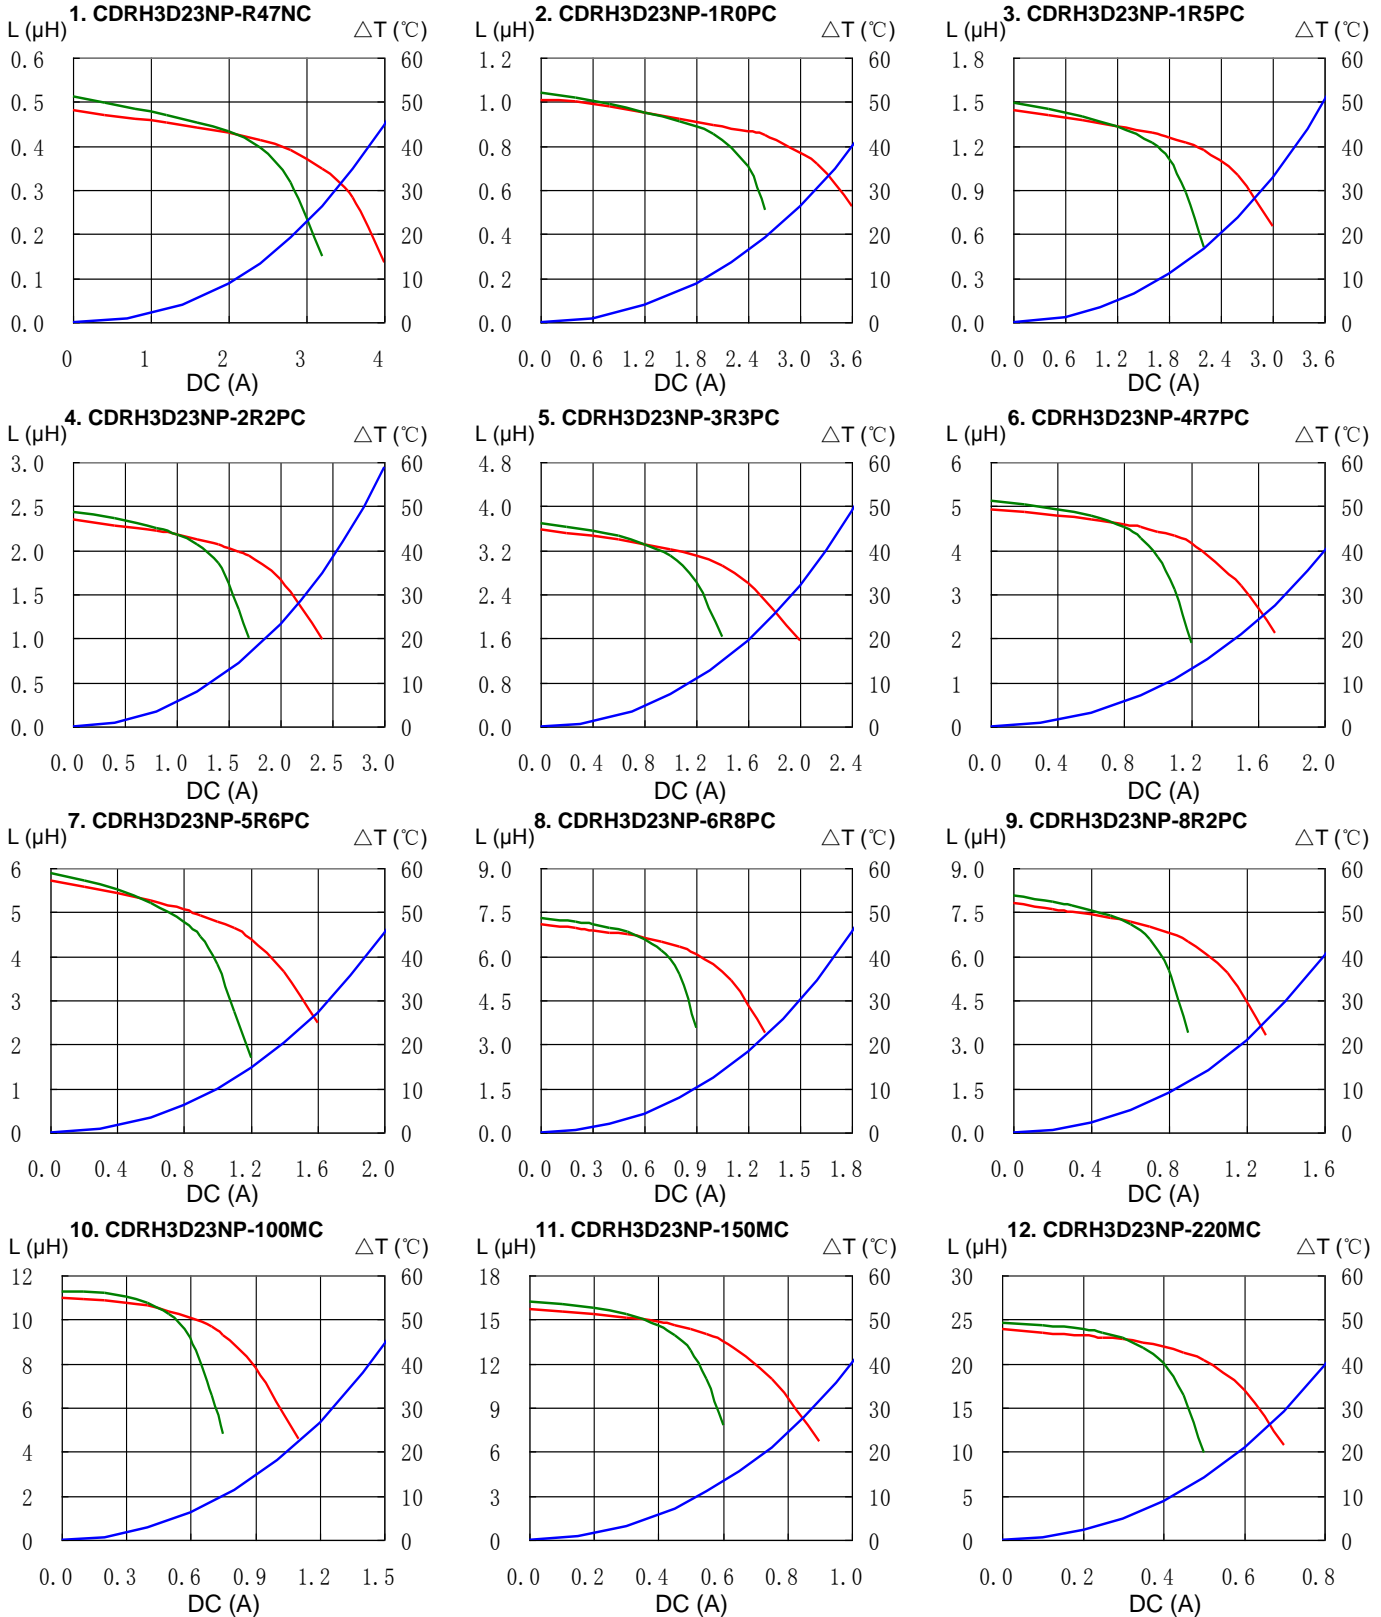 1. CDRH3D23NP-R47NC
L (μH) △T (℃)
0.6 60
0.5 50
0.4 40
0.3 30
0.2 20
0.1 10
0.0 0
0 1 2 3 4
DC (A)
2. CDRH3D23NP-1R0PC
L (μH) △T (℃)
1.2 60
1.0 50
0.8 40
0.6 30
0.4 20
0.2 10
0.0 0
0.0 0.6 1.2 1.8 2.4 3.0 3.6
DC (A)
3. CDRH3D23NP-1R5PC
L (μH) △T (℃)
1.8 60
1.5 50
1.2 40
0.9 30
0.6 20
0.3 10
0.0 0
0.0 0.6 1.2 1.8 2.4 3.0 3.6
DC (A)
4. CDRH3D23NP-2R2PC
L (μH) △T (℃)
3.0 60
2.5 50
2.0 40
1.5 30
1.0 20
0.5 10
0.0 0
0.0 0.5 1.0 1.5 2.0 2.5 3.0
DC (A)
5. CDRH3D23NP-3R3PC
L (μH) △T (℃)
4.8 60
4.0 50
3.2 40
2.4 30
1.6 20
0.8 10
0.0 0
0.0 0.4 0.8 1.2 1.6 2.0 2.4
DC (A)
6. CDRH3D23NP-4R7PC
L (μH) △T (℃)
6 60
5 50
4 40
3 30
2 20
1 10
0 0
0.0 0.4 0.8 1.2 1.6 2.0
DC (A)
7. CDRH3D23NP-5R6PC
L (μH) △T (℃)
6 60
5 50
4 40
3 30
2 20
1 10
0 0
0.0 0.4 0.8 1.2 1.6 2.0
DC (A)
8. CDRH3D23NP-6R8PC
L (μH) △T (℃)
9.0 60
7.5 50
6.0 40
4.5 30
3.0 20
1.5 10
0.0 0
0.0 0.3 0.6 0.9 1.2 1.5 1.8
DC (A)
9. CDRH3D23NP-8R2PC
L (μH) △T (℃)
9.0 60
7.5 50
6.0 40
4.5 30
3.0 20
1.5 10
0.0 0
0.0 0.4 0.8 1.2 1.6
DC (A)
10. CDRH3D23NP-100MC
L (μH) △T (℃)
12 60
10 50
8 40
6 30
4 20
2 10
0 0
0.0 0.3 0.6 0.9 1.2 1.5
DC (A)
11. CDRH3D23NP-150MC
L (μH) △T (℃)
18 60
15 50
12 40
9 30
6 20
3 10
0 0
0.0 0.2 0.4 0.6 0.8 1.0
DC (A)
12. CDRH3D23NP-220MC
L (μH) △T (℃)
30 60
25 50
20 40
15 30
10 20
5 10
0 0
0.0 0.2 0.4 0.6 0.8
DC (A)